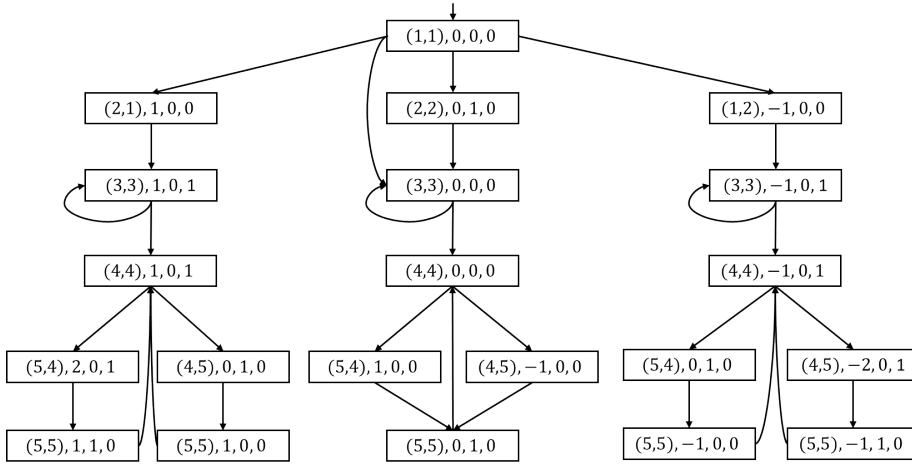 (1,1), 0, 0, 0
(2,1), 1, 0, 0
(2,2), 0, 1, 0
(1,2), −1, 0, 0
(3,3), 1, 0, 1
(3,3), 0, 0, 0
(3,3), −1, 0, 1
(4,4), 1, 0, 1
(4,4), 0, 0, 0
(4,4), −1, 0, 1
(5,4), 2, 0, 1
(4,5), 0, 1, 0
(5,4), 1, 0, 0
(4,5), −1, 0, 0
(5,4), 0, 1, 0
(4,5), −2, 0, 1
(5,5), 1, 1, 0
(5,5), 1, 0, 0
(5,5), 0, 1, 0
(5,5), −1, 0, 0
(5,5), −1, 1, 0